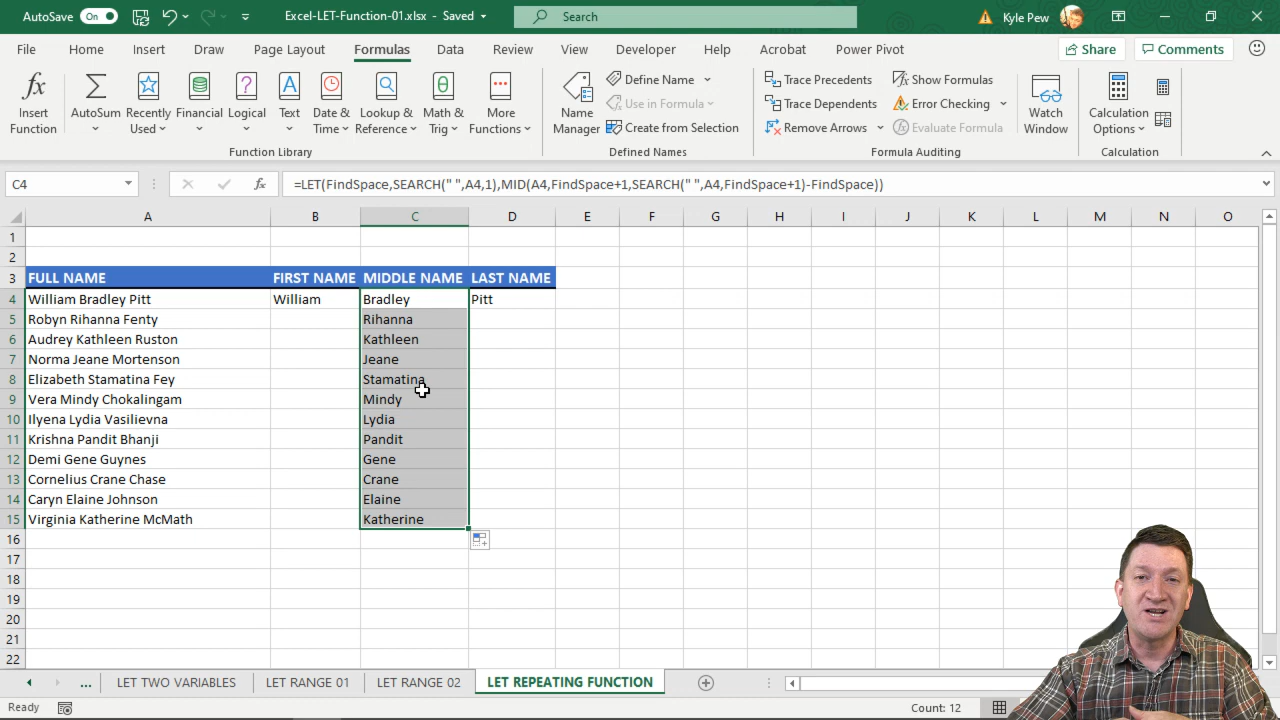 AutoSave On Excel-LET-Function-01.xlsx - Saved Search Kyle Pew
File Home Insert Draw Page Layout Formulas Data Review View Developer Help Acrobat Power Pivot Share Comments
Insert Function
AutoSum
Recently Used
Financial
Logical
Text
Date & Time
Lookup & Reference
Math & Trig
More Functions
Function Library
Name Manager
Define Name
Use in Formula
Create from Selection
Defined Names
Trace Precedents
Trace Dependents
Remove Arrows
Show Formulas
Error Checking
Evaluate Formula
Formula Auditing
Watch Window
Calculation Options
Calculation
C4 fx =LET(FindSpace,SEARCH(" ",A4,1),MID(A4,FindSpace+1,SEARCH(" ",A4,FindSpace+1)-FindSpace))
A B C D E F G H I J K L M N O
1
2
3 FULL NAME FIRST NAME MIDDLE NAME LAST NAME
4 William Bradley Pitt William Bradley Pitt
5 Robyn Rihanna Fenty Rihanna
6 Audrey Kathleen Ruston Kathleen
7 Norma Jeane Mortenson Jeane
8 Elizabeth Stamatina Fey Stamatina
9 Vera Mindy Chokalingam Mindy
10 Ilyena Lydia Vasilievna Lydia
11 Krishna Pandit Bhanji Pandit
12 Demi Gene Guynes Gene
13 Cornelius Crane Chase Crane
14 Caryn Elaine Johnson Elaine
15 Virginia Katherine McMath Katherine
16
17
18
19
20
21
22
... LET TWO VARIABLES LET RANGE 01 LET RANGE 02 LET REPEATING FUNCTION
Ready Count: 12